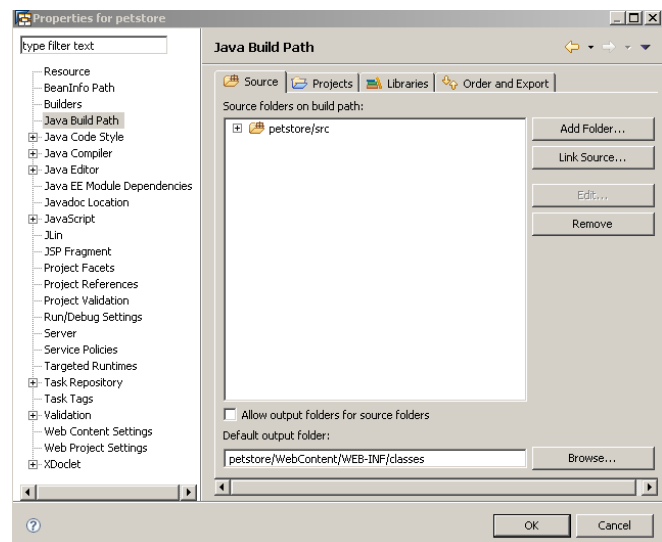 Properties for petstore
type filter text
Java Build Path
Resource
BeanInfo Path
Builders
Java Build Path
Java Code Style
Java Compiler
Java Editor
Java EE Module Dependencies
Javadoc Location
JavaScript
JLin
JSP Fragment
Project Facets
Project References
Project Validation
Run/Debug Settings
Server
Service Policies
Targeted Runtimes
Task Repository
Task Tags
Validation
Web Content Settings
Web Project Settings
XDoclet
Source Projects Libraries Order and Export
Source folders on build path:
petstore/src
Add Folder...
Link Source...
Edit...
Remove
Allow output folders for source folders
Default output folder:
petstore/WebContent/WEB-INF/classes
Browse...
OK Cancel